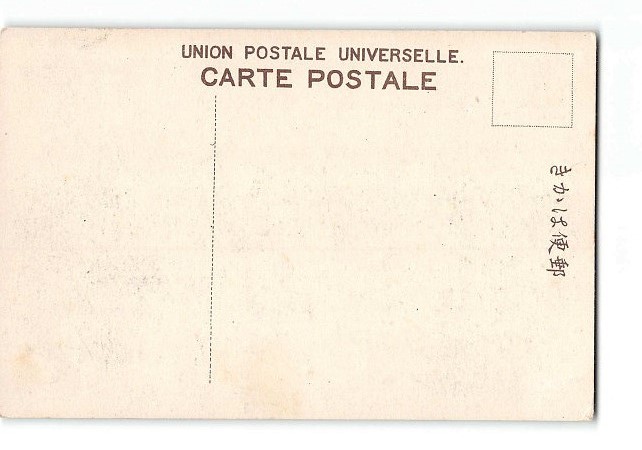 UNION POSTALE UNIVERSELLE.
CARTE POSTALE
きかは便郵